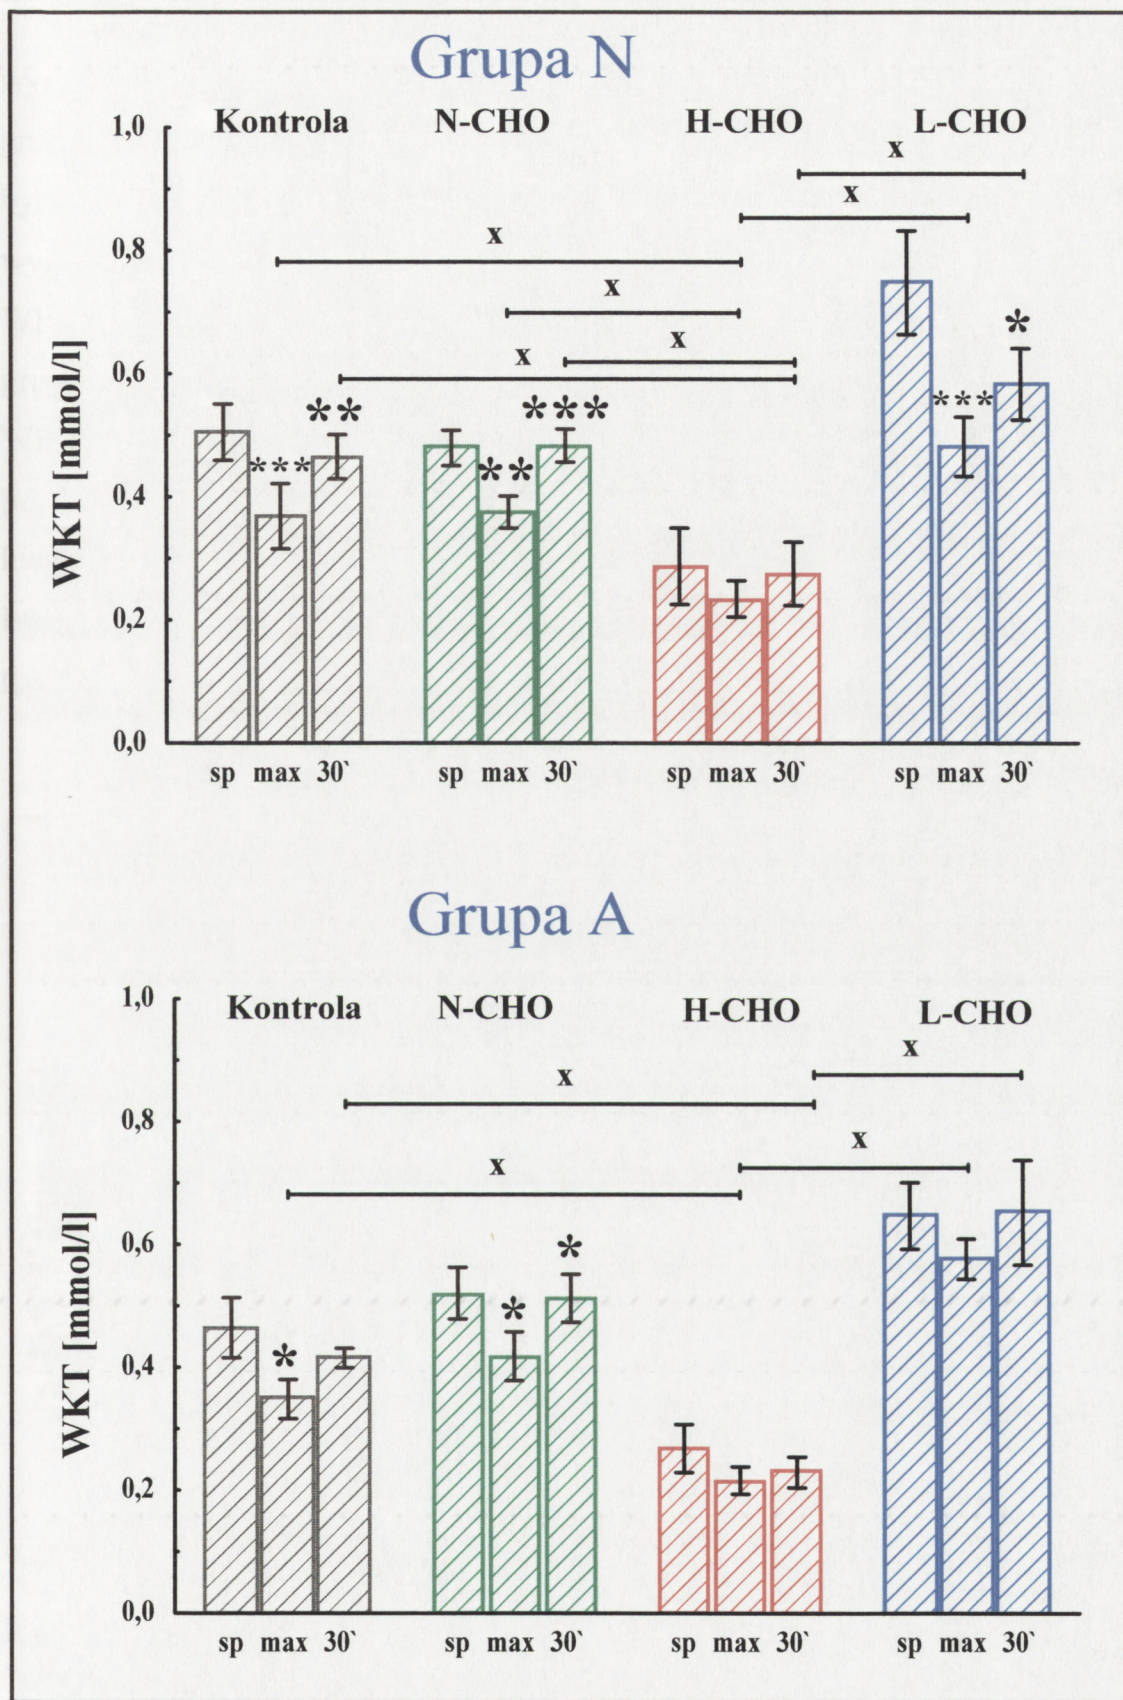 Grupa N
Kontrola N-CHO H-CHO L-CHO
1,0
x
x
0,8
x
x
x
x
0,6
*
** *** ***
*** **
0,4
0,2
0,0
WKT [mmol/l]
sp max 30` sp max 30` sp max 30` sp max 30`
Grupa A
1,0
Kontrola N-CHO H-CHO L-CHO
x
x
0,8
x
x
0,6
*
*
*
0,4
0,2
0,0
WKT [mmol/l]
sp max 30` sp max 30` sp max 30` sp max 30`